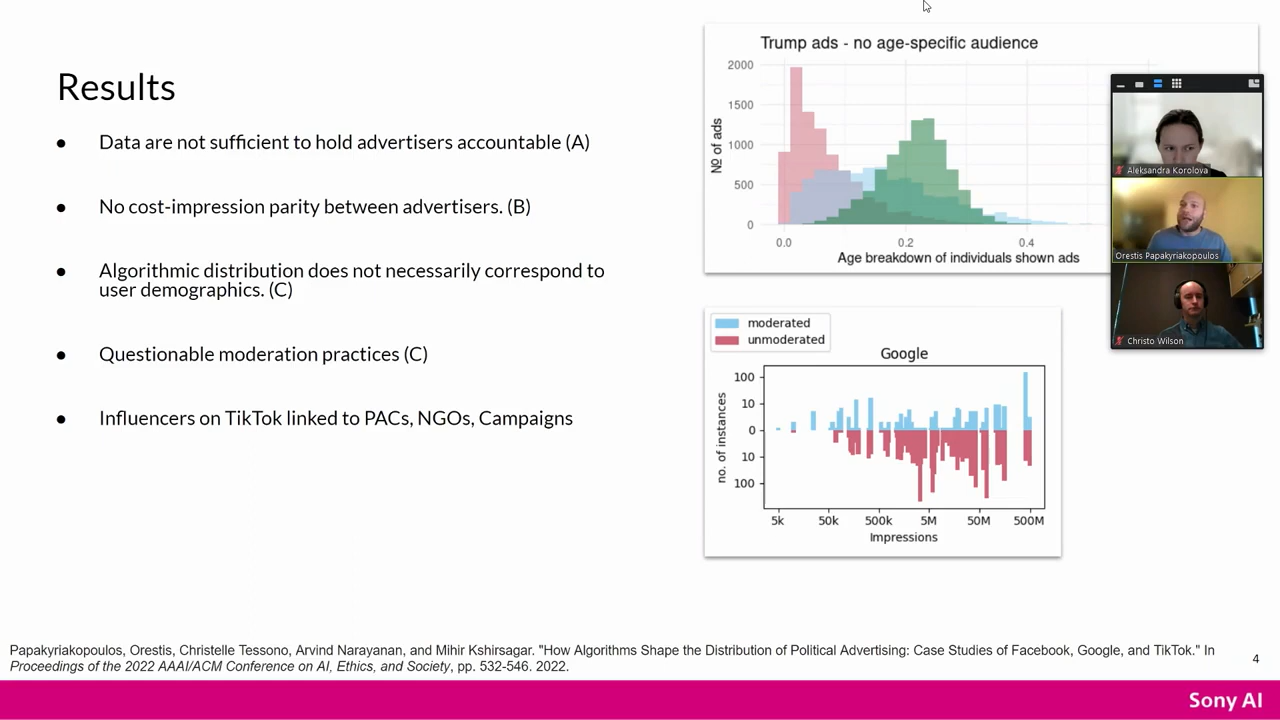 Results
● Data are not sufficient to hold advertisers accountable (A)
● No cost-impression parity between advertisers. (B)
● Algorithmic distribution does not necessarily correspond to
user demographics. (C)
● Questionable moderation practices (C)
● Influencers on TikTok linked to PACs, NGOs, Campaigns
Trump ads - no age-specific audience
2000
1500
1000
500
0
Nº of ads
0.0 0.2 0.4
Age breakdown of individuals shown ads
Aleksandra Korolova
Orestis Papakyriakopoulos
Christo Wilson
moderated
unmoderated
Google
100
10
0
10
100
no. of instances
5k 50k 500k 5M 50M 500M
Impressions
Papakyriakopoulos, Orestis, Christelle Tessono, Arvind Narayanan, and Mihir Kshirsagar. "How Algorithms Shape the Distribution of Political Advertising: Case Studies of Facebook, Google, and TikTok." In
Proceedings of the 2022 AAAI/ACM Conference on AI, Ethics, and Society, pp. 532-546. 2022.
4
Sony AI